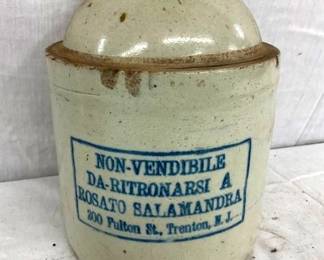 NON-VENDIBILE
DA-RITRONARSI A
ROSATO SALAMANDRA
200 Fulton St., Trenton, N. J.